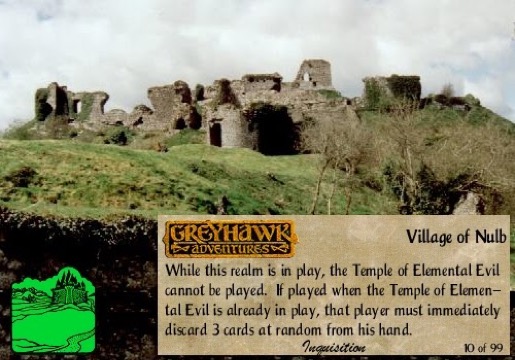 GREYHAWK
ADVENTURES
Village of Nulb
While this realm is in play, the Temple of Elemental Evil
cannot be played. If played when the Temple of Elemen-
tal Evil is already in play, that player must immediately
discard 3 cards at random from his hand.
Inquisition
10 of 99